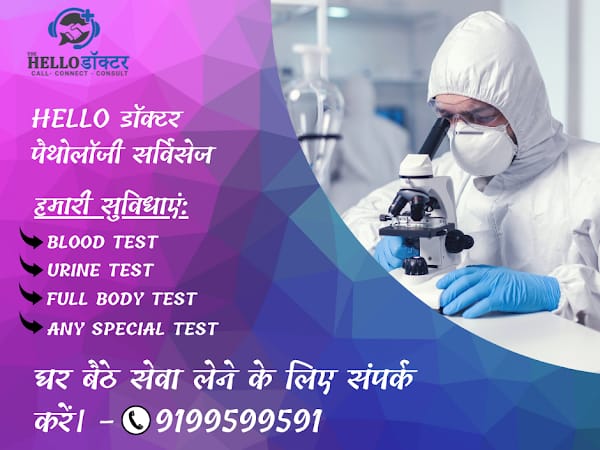 THE
HELLO डॉक्टर
CALL- CONNECT - CONSULT
HELLO डॉक्टर
पैथोलॉजी सर्विसेज
हमारी सुविधाएं:
BLOOD TEST
URINE TEST
FULL BODY TEST
ANY SPECIAL TEST
घर बैठे सेवा लेने के लिए संपर्क
करें। - 9199599591